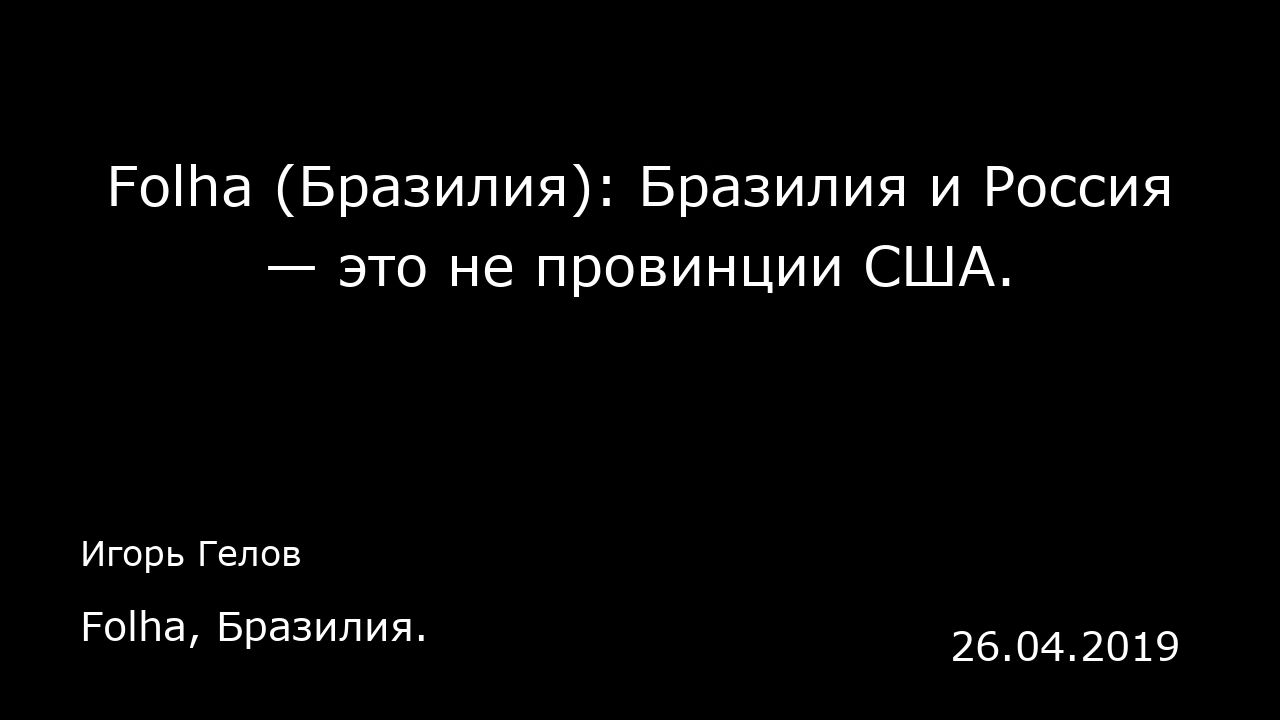 Folha (Бразилия): Бразилия и Россия
— это не провинции США.
Игорь Гелов
Folha, Бразилия.
26.04.2019